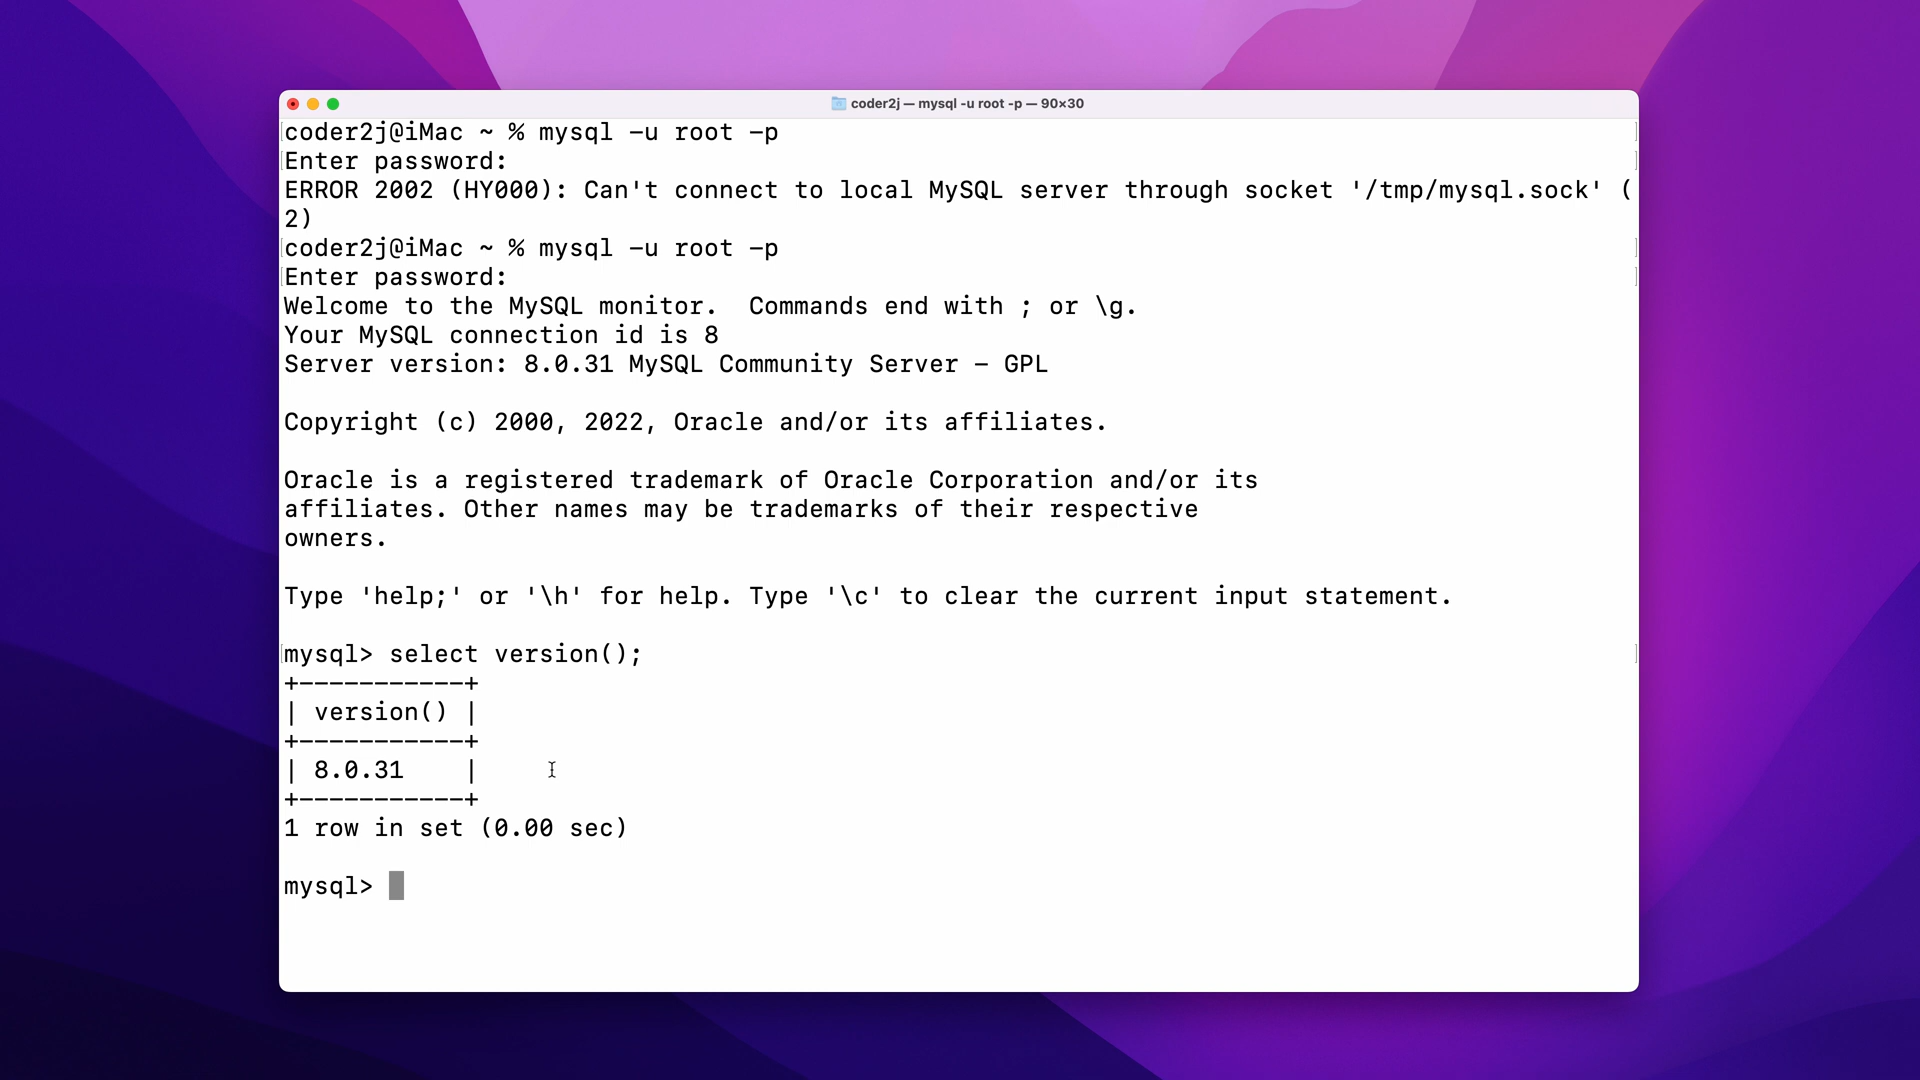 coder2j — mysql -u root -p — 90×30
coder2j@iMac ~ % mysql -u root -p
Enter password:
ERROR 2002 (HY000): Can't connect to local MySQL server through socket '/tmp/mysql.sock' (
2)
coder2j@iMac ~ % mysql -u root -p
Enter password:
Welcome to the MySQL monitor.  Commands end with ; or \g.
Your MySQL connection id is 8
Server version: 8.0.31 MySQL Community Server - GPL
Copyright (c) 2000, 2022, Oracle and/or its affiliates.
Oracle is a registered trademark of Oracle Corporation and/or its
affiliates. Other names may be trademarks of their respective
owners.
Type 'help;' or '\h' for help. Type '\c' to clear the current input statement.
mysql> select version();
+-----------+
| version() |
+-----------+
| 8.0.31    |
+-----------+
1 row in set (0.00 sec)
mysql>